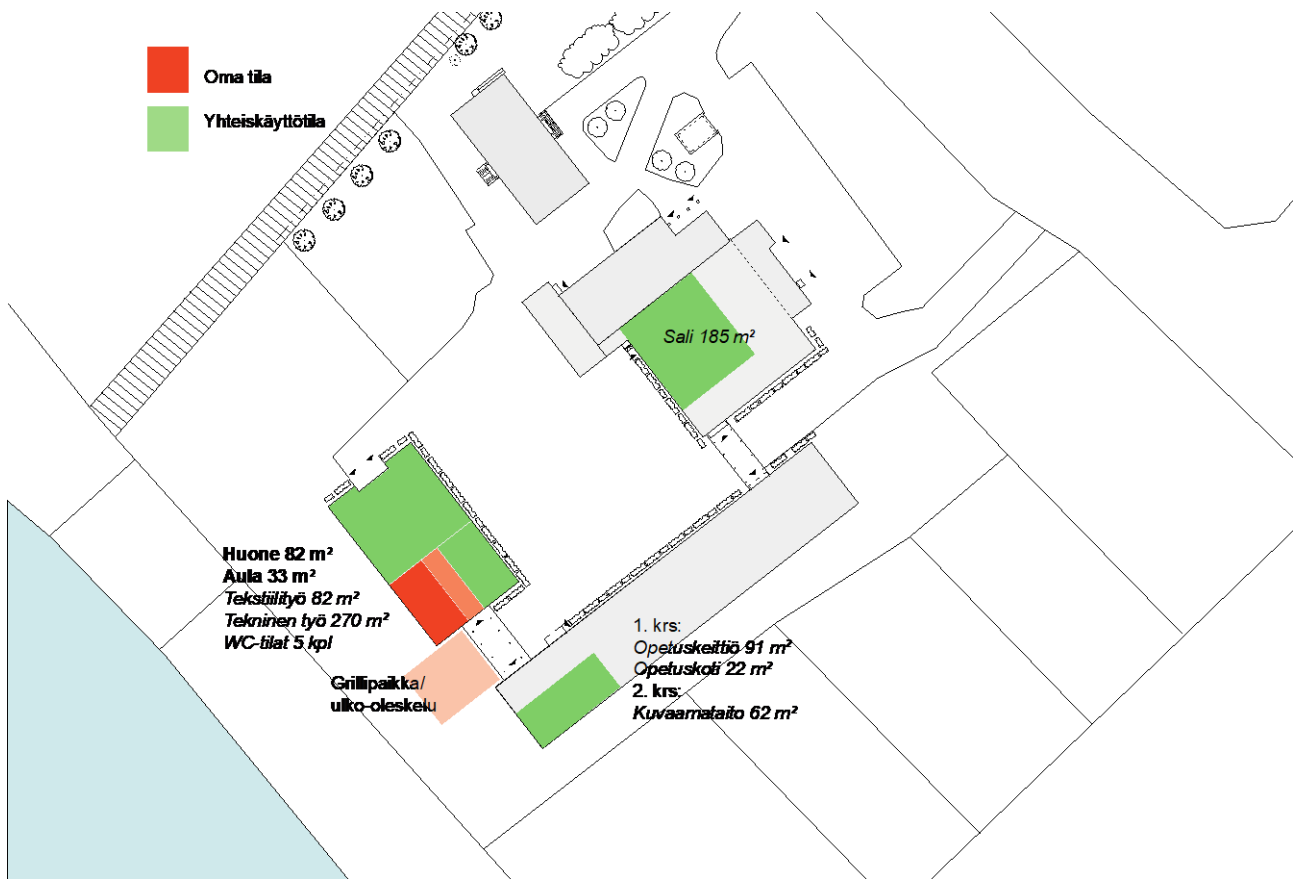 Oma tila
Yhteiskäyttötila
Sali 185 m²
Huone 82 m²
Aula 33 m²
Tekstiilityö 82 m²
Tekninen työ 270 m²
WC-tilat 5 kpl
Grillipaikka/
ulko-oleskelu
1. krs:
Opetuskeittiö 91 m²
Opetuskoti 22 m²
2. krs:
Kuvaamataito 62 m²